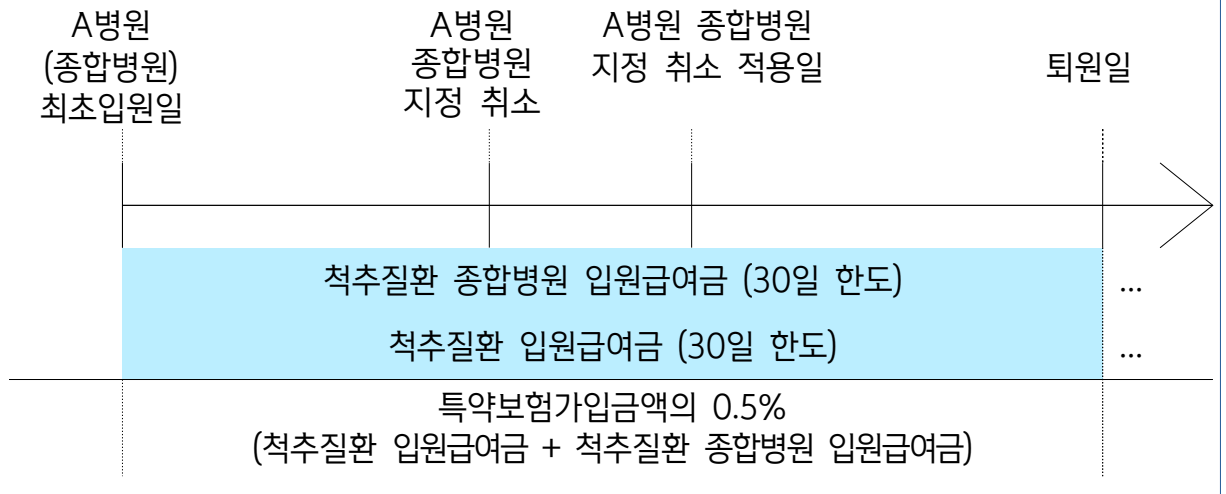 A병원
(종합병원)
최초입원일
A병원
종합병원
지정 취소
A병원 종합병원
지정 취소 적용일
퇴원일
척추질환 종합병원 입원급여금 (30일 한도)
...
척추질환 입원급여금 (30일 한도)
...
특약보험가입금액의 0.5%
(척추질환 입원급여금 + 척추질환 종합병원 입원급여금)